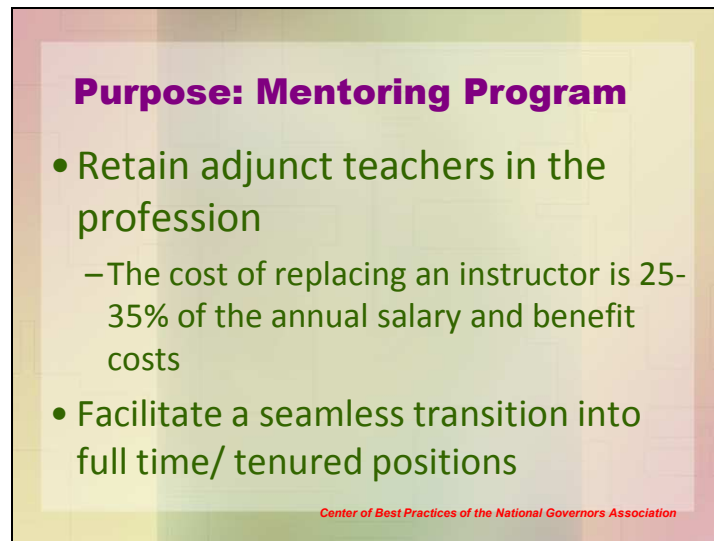 Purpose: Mentoring Program
• Retain adjunct teachers in the
profession
–The cost of replacing an instructor is 25-
35% of the annual salary and benefit
costs
• Facilitate a seamless transition into
full time/ tenured positions
Center of Best Practices of the National Governors Association